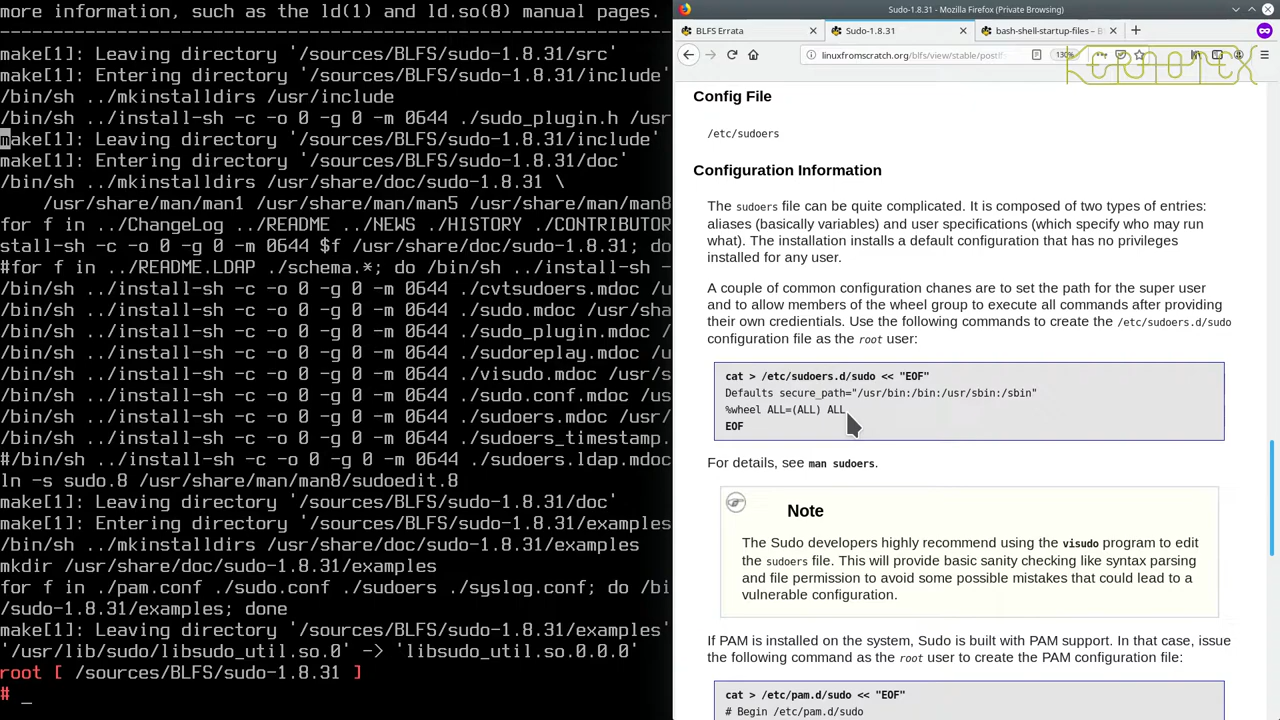 more information, such as the ld(1) and ld.so(8) manual pages.
make[1]: Leaving directory '/sources/BLFS/sudo-1.8.31/src'
make[1]: Entering directory '/sources/BLFS/sudo-1.8.31/include'
/bin/sh ../mkinstalldirs /usr/include
/bin/sh ../install-sh -c -o 0 -g 0 -m 0644 ./sudo_plugin.h /usr
make[1]: Leaving directory '/sources/BLFS/sudo-1.8.31/include'
make[1]: Entering directory '/sources/BLFS/sudo-1.8.31/doc'
/bin/sh ../mkinstalldirs /usr/share/doc/sudo-1.8.31 \
/usr/share/man/man1 /usr/share/man/man5 /usr/share/man/man8
for f in ../ChangeLog ../README ../NEWS ../HISTORY ../CONTRIBUTOR
stall-sh -c -o 0 -g 0 -m 0644 $f /usr/share/doc/sudo-1.8.31; do
#for f in ../README.LDAP ./schema.*; do /bin/sh ../install-sh -
/bin/sh ../install-sh -c -o 0 -g 0 -m 0644 ./cvtsudoers.mdoc /u
/bin/sh ../install-sh -c -o 0 -g 0 -m 0644 ./sudo.mdoc /usr/sha
/bin/sh ../install-sh -c -o 0 -g 0 -m 0644 ./sudo_plugin.mdoc /
/bin/sh ../install-sh -c -o 0 -g 0 -m 0644 ./sudoreplay.mdoc /u
/bin/sh ../install-sh -c -o 0 -g 0 -m 0644 ./visudo.mdoc /usr/s
/bin/sh ../install-sh -c -o 0 -g 0 -m 0644 ./sudo.conf.mdoc /us
/bin/sh ../install-sh -c -o 0 -g 0 -m 0644 ./sudoers.mdoc /usr/
/bin/sh ../install-sh -c -o 0 -g 0 -m 0644 ./sudoers_timestamp.
#/bin/sh ../install-sh -c -o 0 -g 0 -m 0644 ./sudoers.ldap.mdoc
ln -s sudo.8 /usr/share/man/man8/sudoedit.8
make[1]: Leaving directory '/sources/BLFS/sudo-1.8.31/doc'
make[1]: Entering directory '/sources/BLFS/sudo-1.8.31/examples
/bin/sh ../mkinstalldirs /usr/share/doc/sudo-1.8.31/examples
mkdir /usr/share/doc/sudo-1.8.31/examples
for f in ./pam.conf ./sudo.conf ./sudoers ./syslog.conf; do /bi
/sudo-1.8.31/examples; done
make[1]: Leaving directory '/sources/BLFS/sudo-1.8.31/examples'
'/usr/lib/sudo/libsudo_util.so.0' -> 'libsudo_util.so.0.0.0'
root [ /sources/BLFS/sudo-1.8.31 ]
# _
Sudo-1.8.31 - Mozilla Firefox (Private Browsing)
BLFS Errata
Sudo-1.8.31
bash-shell-startup-files – B
linuxfromscratch.org/blfs/view/stable/postlf
130%
Config File
/etc/sudoers
Configuration Information
The sudoers file can be quite complicated. It is composed of two types of entries:
aliases (basically variables) and user specifications (which specify who may run
what). The installation installs a default configuration that has no privileges
installed for any user.
A couple of common configuration chanes are to set the path for the super user
and to allow members of the wheel group to execute all commands after providing
their own credientials. Use the following commands to create the /etc/sudoers.d/sudo
configuration file as the root user:
cat > /etc/sudoers.d/sudo << "EOF"
Defaults secure_path="/usr/bin:/bin:/usr/sbin:/sbin"
%wheel ALL=(ALL) ALL
EOF
For details, see man sudoers.
Note
The Sudo developers highly recommend using the visudo program to edit
the sudoers file. This will provide basic sanity checking like syntax parsing
and file permission to avoid some possible mistakes that could lead to a
vulnerable configuration.
If PAM is installed on the system, Sudo is built with PAM support. In that case, issue
the following command as the root user to create the PAM configuration file:
cat > /etc/pam.d/sudo << "EOF"
# Begin /etc/pam.d/sudo